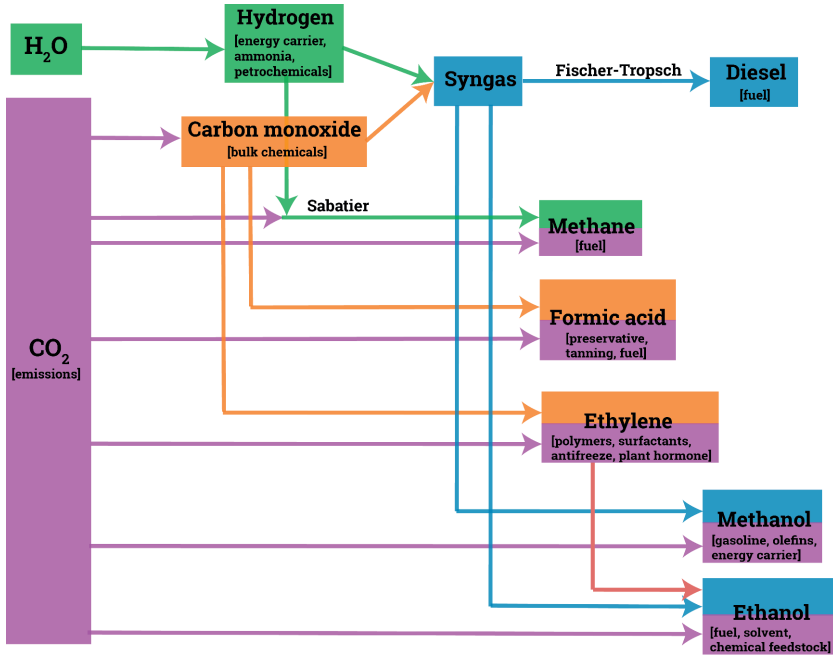 H₂O
Hydrogen
[energy carrier,
ammonia,
petrochemicals]
Syngas
Fischer-Tropsch
Diesel
[fuel]
Carbon monoxide
[bulk chemicals]
Sabatier
Methane
[fuel]
Formic acid
[preservative,
tanning, fuel]
CO₂
[emissions]
Ethylene
[polymers, surfactants,
antifreeze, plant hormone]
Methanol
[gasoline, olefins,
energy carrier]
Ethanol
[fuel, solvent,
chemical feedstock]